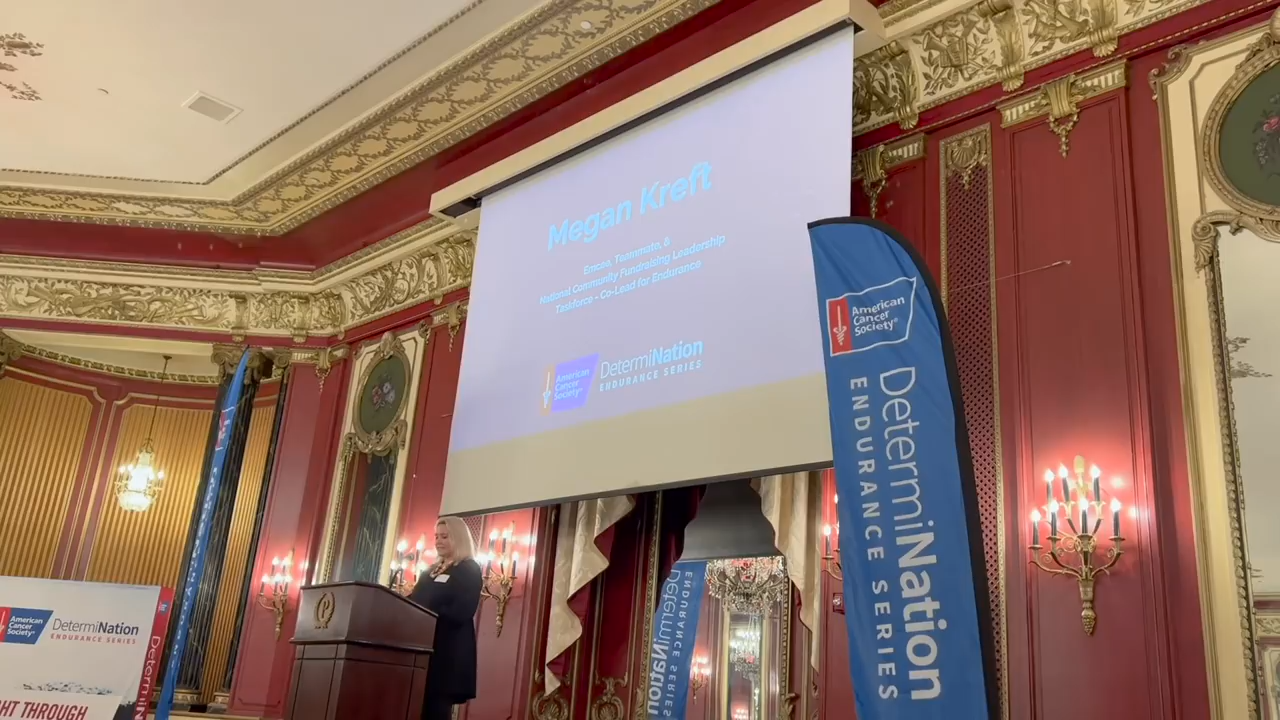 Megan Kreft
Emcee, Teammate, &
National Community Fundraising Leadership
Taskforce - Co-Lead for Endurance
American
Cancer
Society®
DetermiNation
ENDURANCE SERIES
American
Cancer
Society®
DetermiNation
ENDURANCE SERIES
DetermiNation
ENDURANCE SERIES
American
Cancer
Society®
DetermiNation
ENDURANCE SERIES
HT THROUGH
DetermiN
P